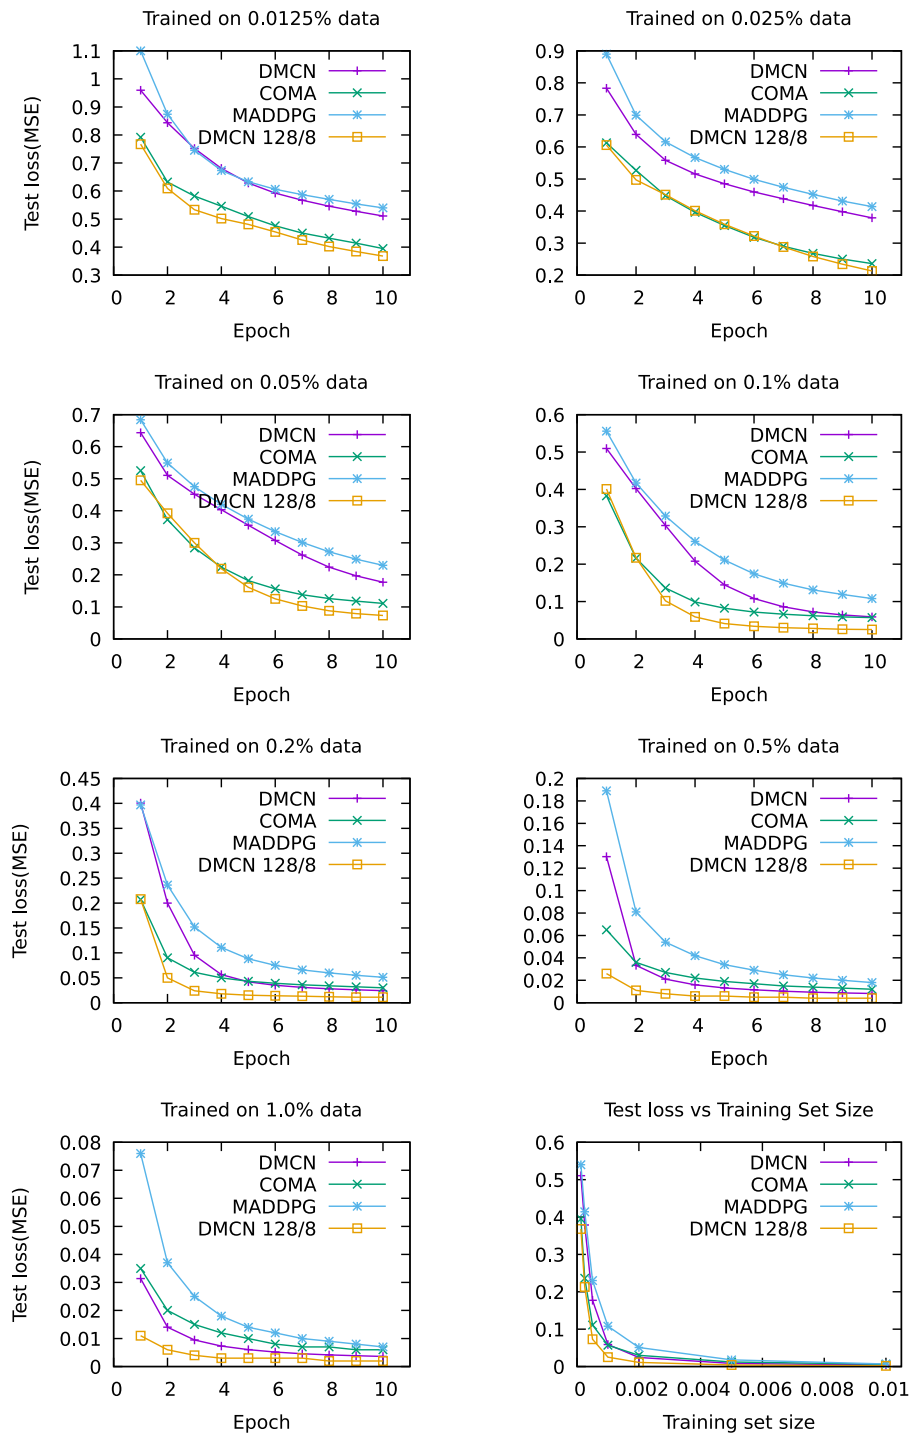 Trained on 0.0125% data
Test loss(MSE)
1.1
1
0.9
0.8
0.7
0.6
0.5
0.4
0.3
DMCN
COMA
MADDPG
DMCN 128/8
0 2 4 6 8 10
Epoch
Trained on 0.025% data
0.9
0.8
0.7
0.6
0.5
0.4
0.3
0.2
DMCN
COMA
MADDPG
DMCN 128/8
0 2 4 6 8 10
Epoch
Trained on 0.05% data
Test loss(MSE)
0.7
0.6
0.5
0.4
0.3
0.2
0.1
0
DMCN
COMA
MADDPG
DMCN 128/8
0 2 4 6 8 10
Epoch
Trained on 0.1% data
0.6
0.5
0.4
0.3
0.2
0.1
0
DMCN
COMA
MADDPG
DMCN 128/8
0 2 4 6 8 10
Epoch
Trained on 0.2% data
Test loss(MSE)
0.45
0.4
0.35
0.3
0.25
0.2
0.15
0.1
0.05
0
DMCN
COMA
MADDPG
DMCN 128/8
0 2 4 6 8 10
Epoch
Trained on 0.5% data
0.2
0.18
0.16
0.14
0.12
0.1
0.08
0.06
0.04
0.02
0
DMCN
COMA
MADDPG
DMCN 128/8
0 2 4 6 8 10
Epoch
Trained on 1.0% data
Test loss(MSE)
0.08
0.07
0.06
0.05
0.04
0.03
0.02
0.01
0
DMCN
COMA
MADDPG
DMCN 128/8
0 2 4 6 8 10
Epoch
Test loss vs Training Set Size
0.6
0.5
0.4
0.3
0.2
0.1
0
DMCN
COMA
MADDPG
DMCN 128/8
0 0.002 0.004 0.006 0.008 0.01
Training set size